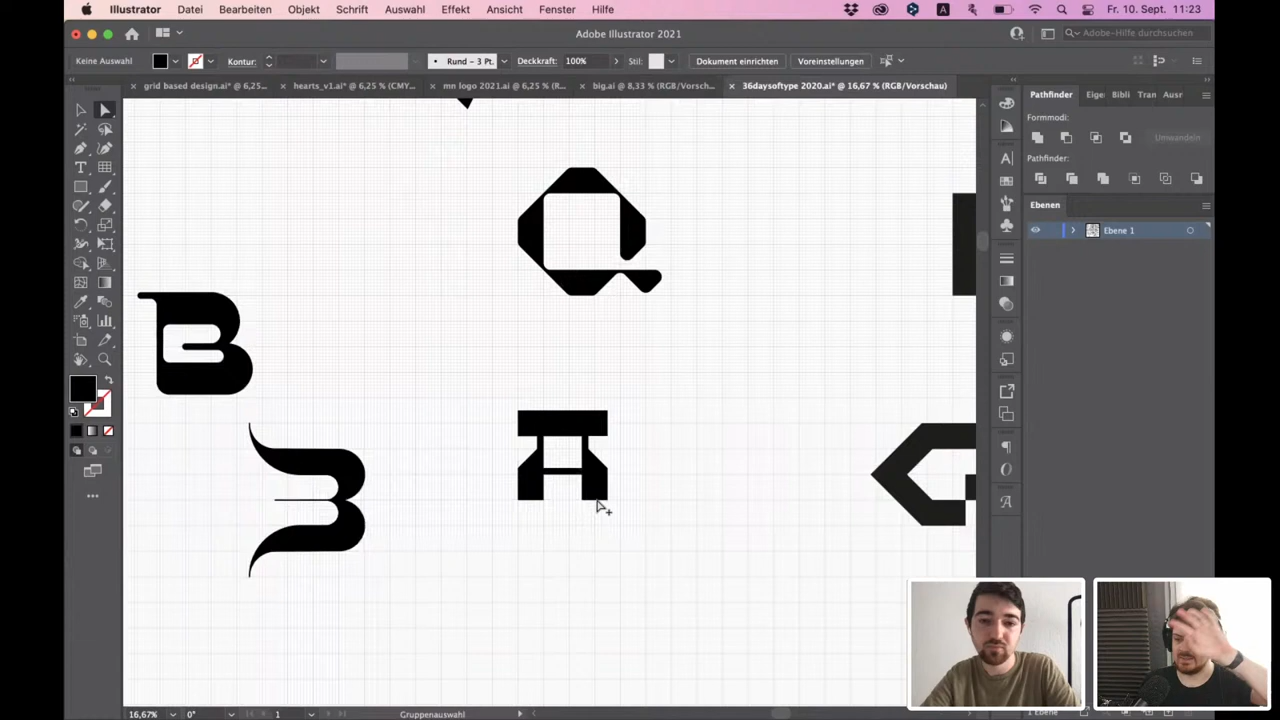 Illustrator Datei Bearbeiten Objekt Schrift Auswahl Effekt Ansicht Fenster Hilfe A Fr. 10. Sept. 11:23
Adobe Illustrator 2021 Adobe-Hilfe durchsuchen
Keine Auswahl Kontur: Rund – 3 Pt. Deckkraft: 100% Stil: Dokument einrichten Voreinstellungen
grid based design.ai* @ 6,25... hearts_v1.ai* @ 6,25 % (CMY... mn logo 2021.ai @ 6,25 % (R... big.ai @ 8,33 % (RGB/Vorsch... 36daysoftype 2020.ai* @ 16,67 % (RGB/Vorschau)
Pathfinder Eige Bibli Tran Ausr
Formmodi:
Umwandeln
Pathfinder:
Ebenen
Ebene 1
Q
B
A
G
3
16,67% 0° 1 Gruppenauswahl 1 Ebene